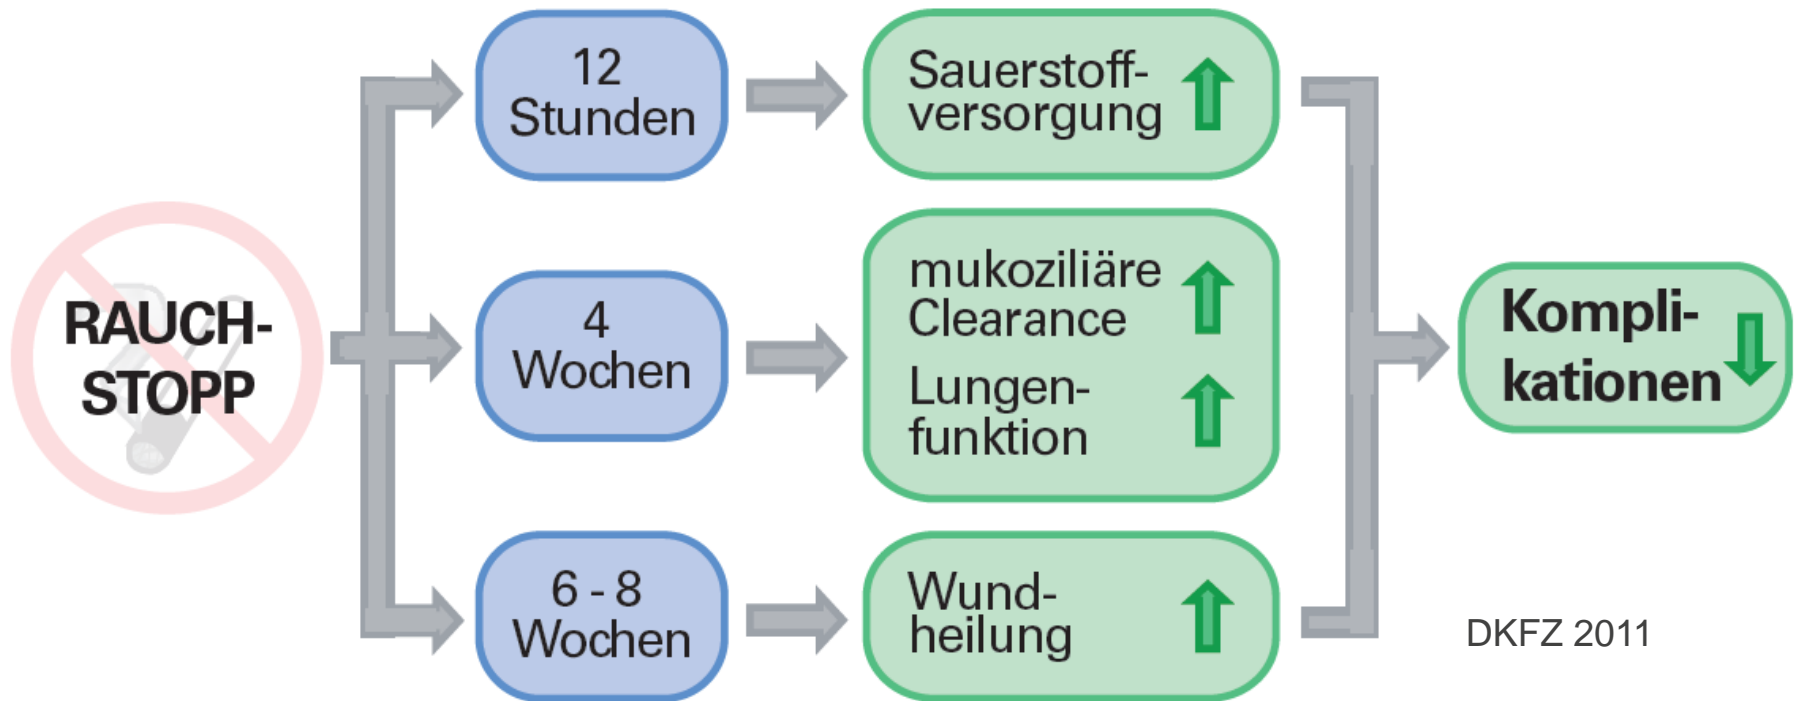 RAUCH-
STOPP
12
Stunden
Sauerstoff-
versorgung
4
Wochen
mukoziliäre
Clearance
Lungen-
funktion
6 - 8
Wochen
Wund-
heilung
Kompli-
kationen
DKFZ 2011